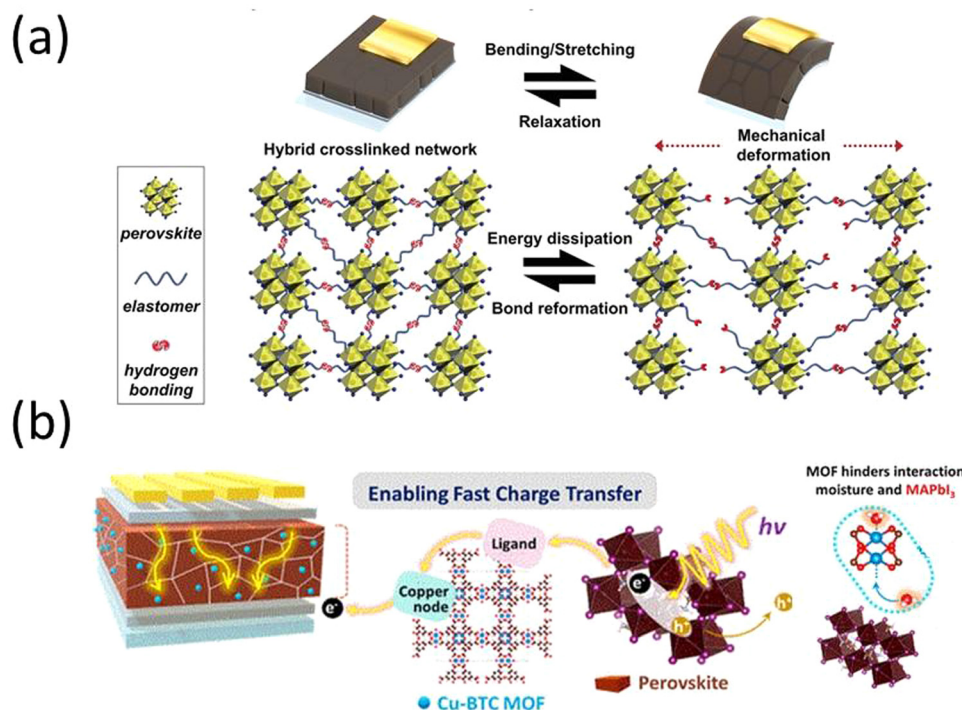 (a)
Bending/Stretching
Relaxation
Hybrid crosslinked network
Mechanical
deformation
perovskite
elastomer
hydrogen
bonding
Energy dissipation
Bond reformation
(b)
Enabling Fast Charge Transfer
MOF hinders interaction
moisture and MAPbI₃
Ligand
hν
Copper
node
e⁻
e⁻
h⁺
h⁺
Perovskite
Cu-BTC MOF